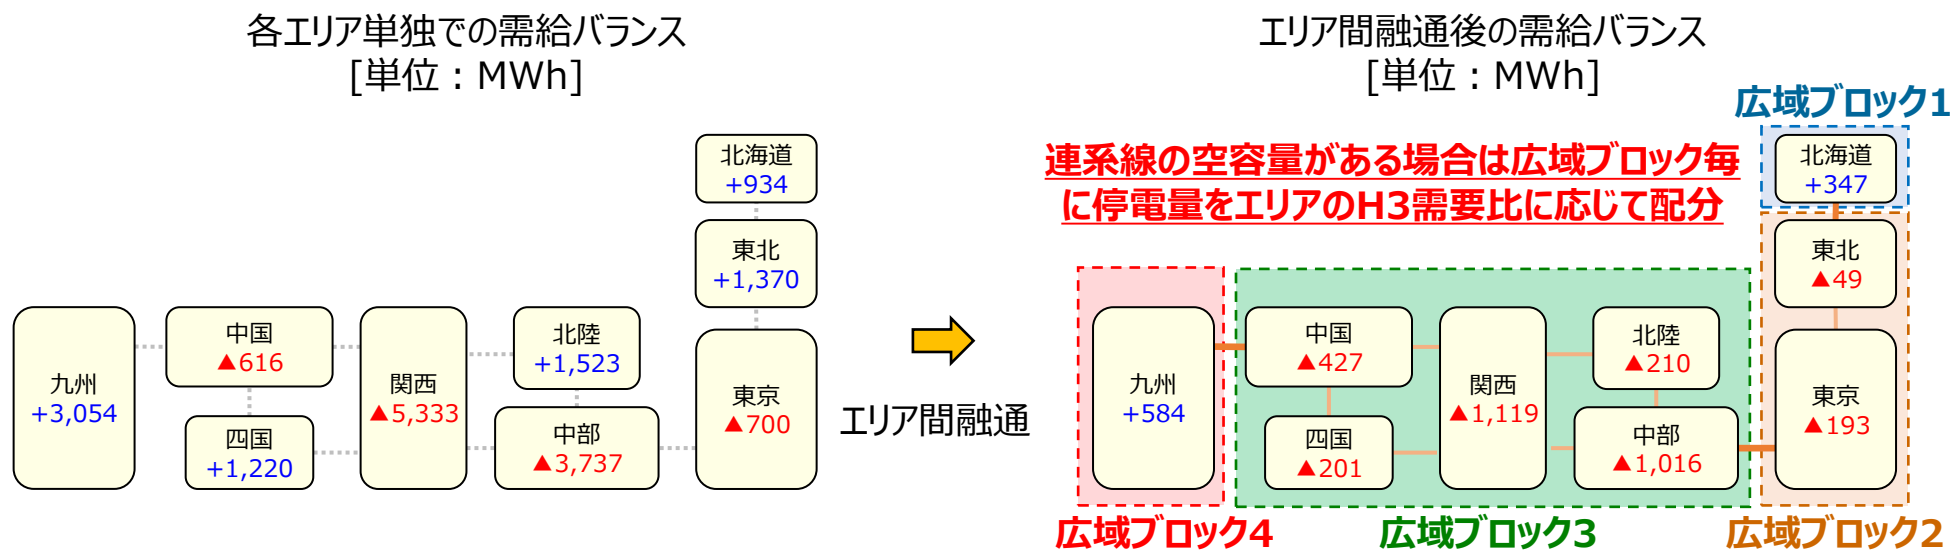 各エリア単独での需給バランス
[単位：MWh]
北海道
+934
東北
+1,370
九州
+3,054
中国
▲616
四国
+1,220
関西
▲5,333
北陸
+1,523
中部
▲3,737
東京
▲700
エリア間融通
エリア間融通後の需給バランス
[単位：MWh]
広域ブロック1
連系線の空容量がある場合は広域ブロック毎
に停電量をエリアのH3需要比に応じて配分
北海道
+347
東北
▲49
九州
+584
中国
▲427
四国
▲201
関西
▲1,119
北陸
▲210
中部
▲1,016
東京
▲193
広域ブロック4
広域ブロック3
広域ブロック2